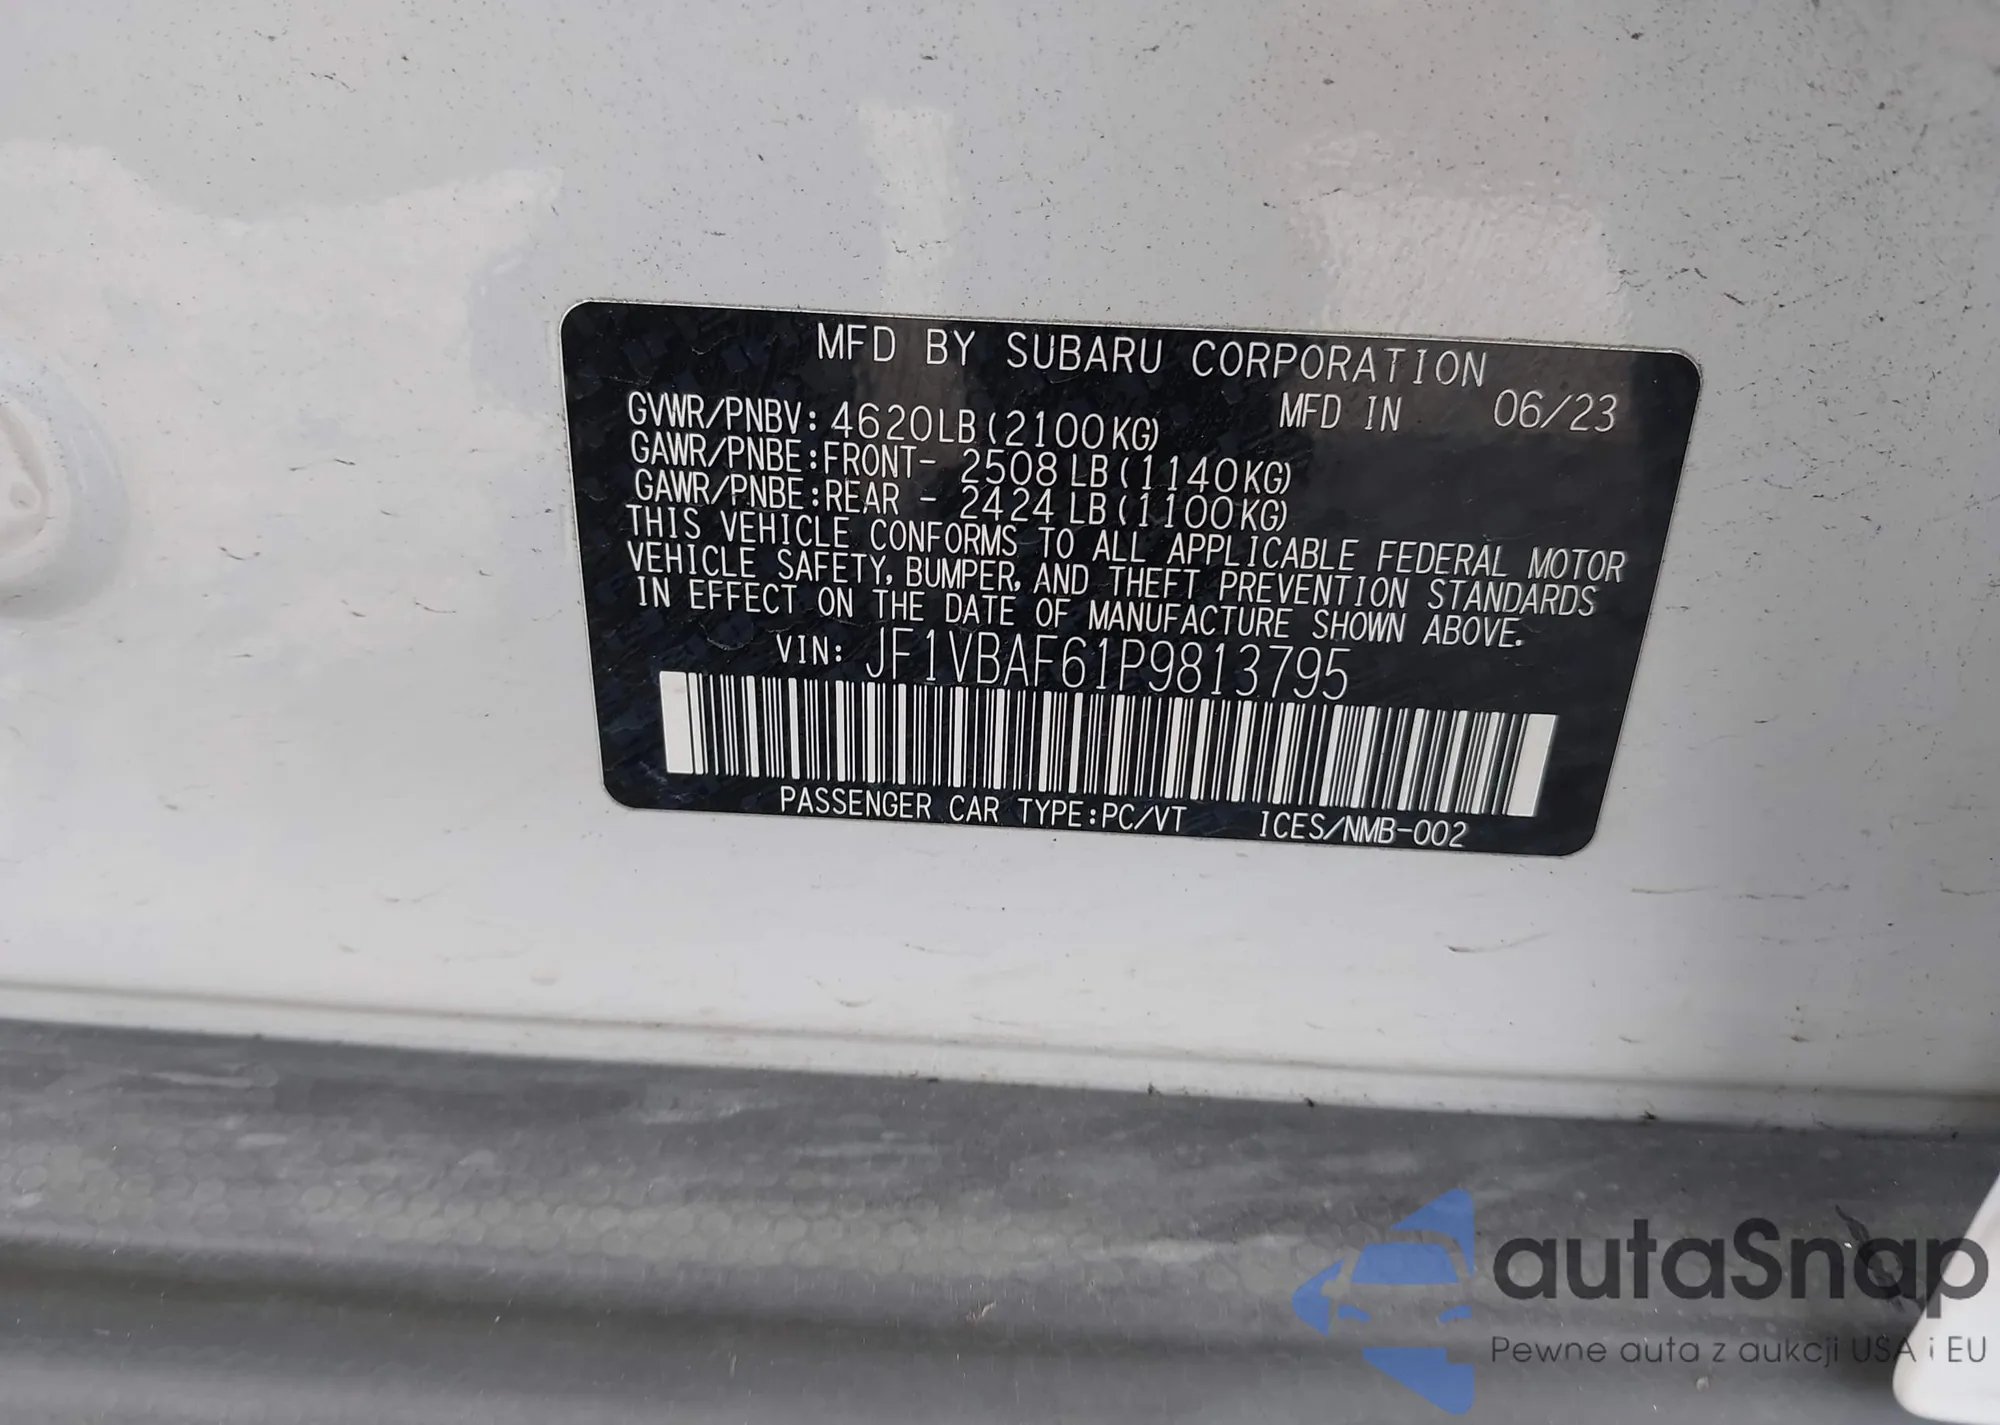 MFD BY SUBARU CORPORATION
GVWR/PNBV: 4620LB (2100KG) MFD IN 06/23
GAWR/PNBE:FRONT- 2508 LB (1140KG)
GAWR/PNBE:REAR - 2424 LB (1100KG)
THIS VEHICLE CONFORMS TO ALL APPLICABLE FEDERAL MOTOR
VEHICLE SAFETY, BUMPER, AND THEFT PREVENTION STANDARDS
IN EFFECT ON THE DATE OF MANUFACTURE SHOWN ABOVE.
VIN: JF1VBAF61P9813795
PASSENGER CAR TYPE:PC/VT ICES/NMB-002
autaSnap
Pewne auta z aukcji USA i EU